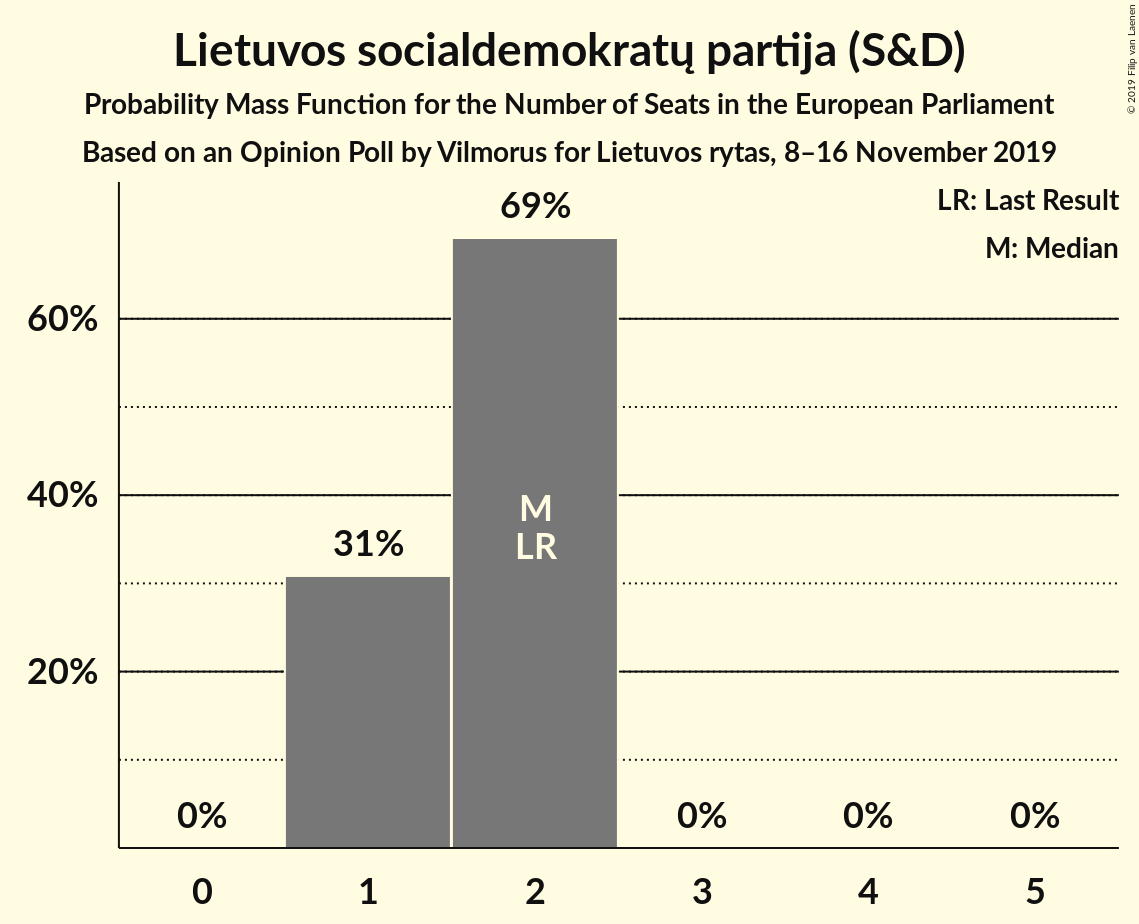 Lietuvos socialdemokratų partija (S&D)
Probability Mass Function for the Number of Seats in the European Parliament
Based on an Opinion Poll by Vilmorus for Lietuvos rytas, 8–16 November 2019
© 2019 Filip van Laenen
LR: Last Result
M: Median
69%
60%
40%
M
LR
31%
20%
0%
0%
0%
0%
0
1
2
3
4
5